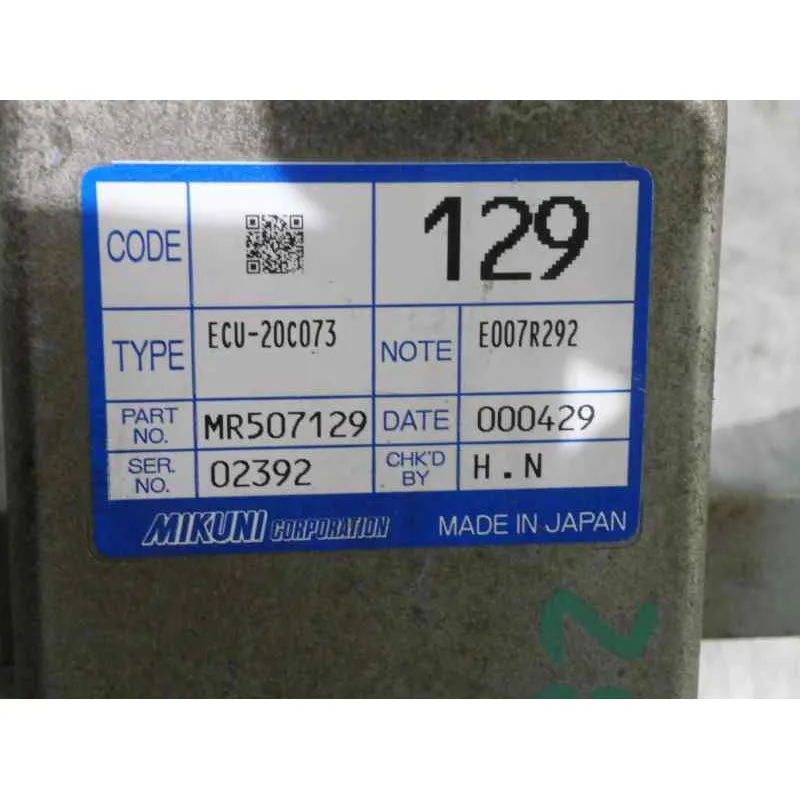 CODE 129
TYPE ECU-20C073 NOTE E007R292
PART NO. MR507129 DATE 000429
SER. NO. 02392 CHK'D BY H.N
MIKUNI CORPORATION MADE IN JAPAN